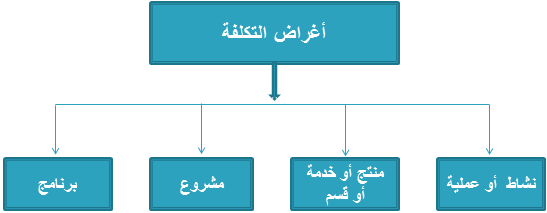 أغراض التكلفة
نشاط أو عملية
منتج أو خدمة
أو قسم
مشروع
برنامج